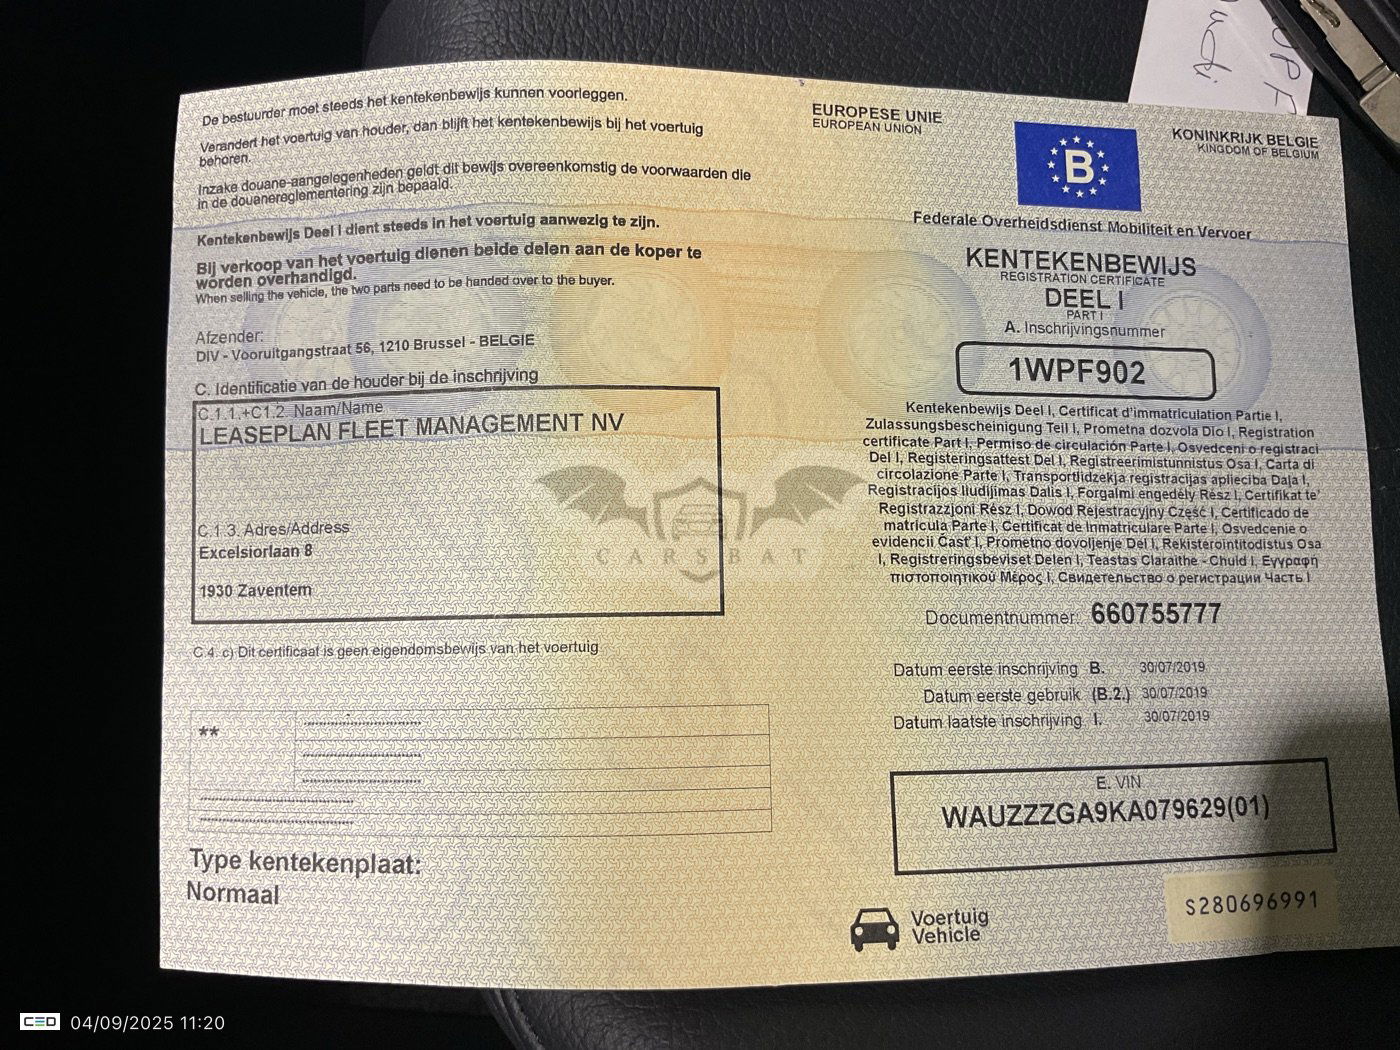 De bestuurder moet steeds het kentekenbewijs kunnen voorleggen.
Verandert het voertuig van houder, dan blijft het kentekenbewijs bij het voertuig
behoren.
Inzake douane-aangelegenheden geldt dit bewijs overeenkomstig de voorwaarden die
in de douanereglementering zijn bepaald.
Kentekenbewijs Deel I dient steeds in het voertuig aanwezig te zijn.
Bij verkoop van het voertuig dienen beide delen aan de koper te
worden overhandigd.
When selling the vehicle, the two parts need to be handed over to the buyer.
Afzender:
DIV - Vooruitgangstraat 56, 1210 Brussel - BELGIE
C. Identificatie van de houder bij de inschrijving
C.1.1.+C1.2. Naam/Name
LEASEPLAN FLEET MANAGEMENT NV
C.1.3. Adres/Address
Excelsiorlaan 8
1930 Zaventem
C.4. c) Dit certificaat is geen eigendomsbewijs van het voertuig
**
Type kentekenplaat:
Normaal
CARSBAT
EUROPESE UNIE
EUROPEAN UNION
B
KONINKRIJK BELGIE
KINGDOM OF BELGIUM
Federale Overheidsdienst Mobiliteit en Vervoer
KENTEKENBEWIJS
REGISTRATION CERTIFICATE
DEEL I
PART I
A. Inschrijvingsnummer
1WPF902
Kentekenbewijs Deel I, Certificat d'immatriculation Partie I,
Zulassungsbescheinigung Teil I, Prometna dozvola Dio I, Registration
certificate Part I, Permiso de circulación Parte I, Osvedceni o registraci
Del I, Registeringsattest Del I, Registreerimistunnistus Osa I, Carta di
circolazione Parte I, Transportlidzekja registracijas aplieciba Daļa I,
Registracijos liudijimas Dalis I, Forgalmi engedély Rész I, Certifikat te'
Registrazzjoni Rész I, Dowod Rejestracyjny Część I, Certificado de
matricula Parte I, Certificat de Inmatriculare Parte I, Osvedcenie o
evidencii Časť I, Prometno dovoljenje Del I, Rekisterointitodistus Osa
I, Registreringsbeviset Delen I, Teastas Claraithe - Chuid I, Εγγραφη
πιστοποιητικού Μέρος I, Свидетельство о регистрации Часть I
Documentnummer: 660755777
Datum eerste inschrijving B. 30/07/2019
Datum eerste gebruik (B.2.) 30/07/2019
Datum laatste inschrijving I. 30/07/2019
E. VIN
WAUZZZGA9KA079629(01)
Voertuig
Vehicle
S280696991
CED 04/09/2025 11:20